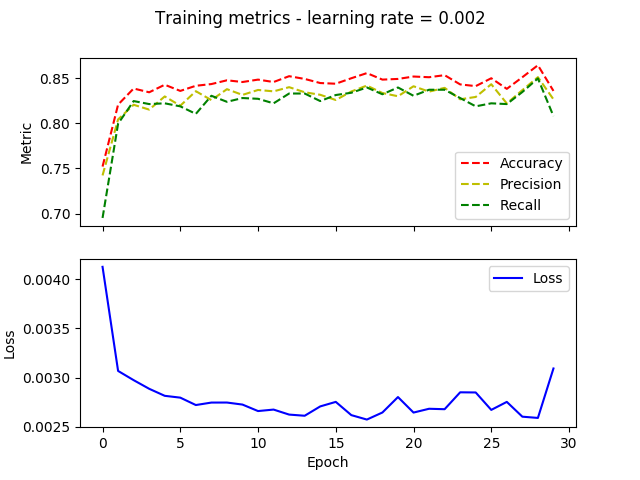 Training metrics - learning rate = 0.002
0.85
0.80
0.75
0.70
Metric
Accuracy
Precision
Recall
0.0040
0.0035
0.0030
0.0025
Loss
Loss
0 5 10 15 20 25 30
Epoch